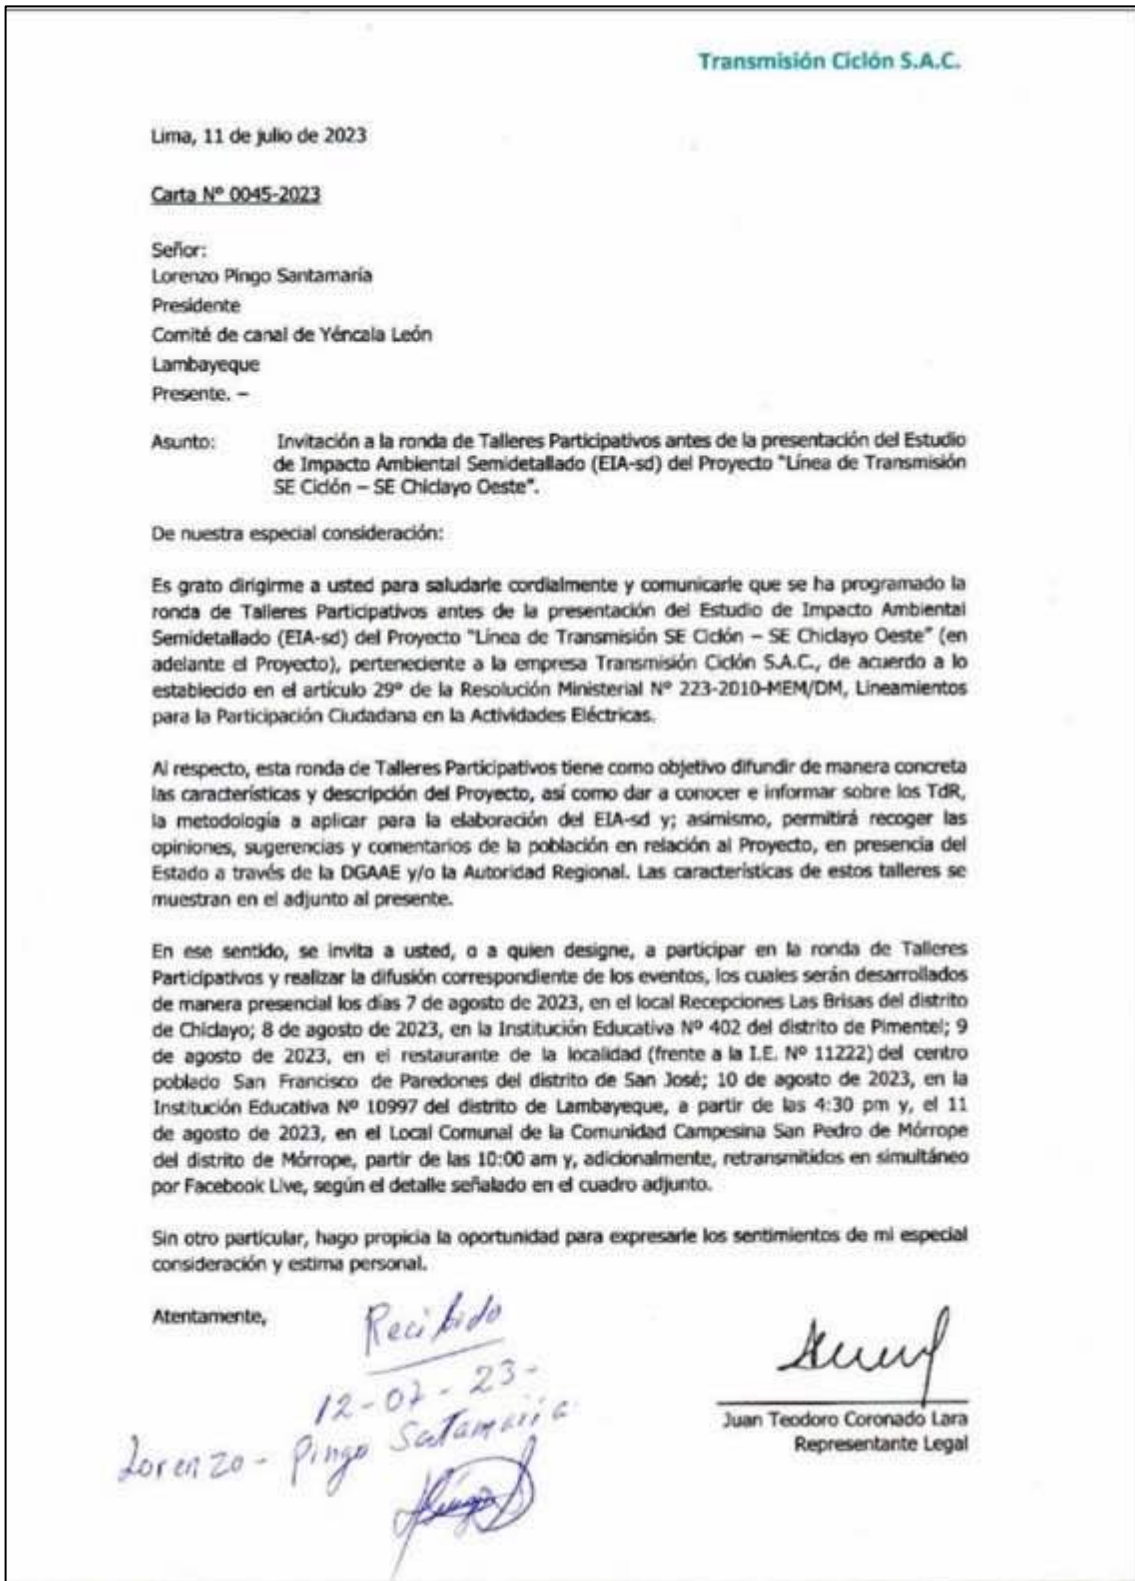 Transmisión Ciclón S.A.C.
Lima, 11 de julio de 2023
Carta Nº 0045-2023
Señor:
Lorenzo Pingo Santamaría
Presidente
Comité de canal de Yéncala León
Lambayeque
Presente. –
Asunto: Invitación a la ronda de Talleres Participativos antes de la presentación del Estudio
de Impacto Ambiental Semidetallado (EIA-sd) del Proyecto "Línea de Transmisión
SE Ciclón – SE Chiclayo Oeste".
De nuestra especial consideración:
Es grato dirigirme a usted para saludarle cordialmente y comunicarle que se ha programado la
ronda de Talleres Participativos antes de la presentación del Estudio de Impacto Ambiental
Semidetallado (EIA-sd) del Proyecto "Línea de Transmisión SE Ciclón – SE Chiclayo Oeste" (en
adelante el Proyecto), perteneciente a la empresa Transmisión Ciclón S.A.C., de acuerdo a lo
establecido en el artículo 29º de la Resolución Ministerial Nº 223-2010-MEM/DM, Lineamientos
para la Participación Ciudadana en la Actividades Eléctricas.
Al respecto, esta ronda de Talleres Participativos tiene como objetivo difundir de manera concreta
las características y descripción del Proyecto, así como dar a conocer e informar sobre los TdR,
la metodología a aplicar para la elaboración del EIA-sd y; asimismo, permitirá recoger las
opiniones, sugerencias y comentarios de la población en relación al Proyecto, en presencia del
Estado a través de la DGAAE y/o la Autoridad Regional. Las características de estos talleres se
muestran en el adjunto al presente.
En ese sentido, se invita a usted, o a quien designe, a participar en la ronda de Talleres
Participativos y realizar la difusión correspondiente de los eventos, los cuales serán desarrollados
de manera presencial los días 7 de agosto de 2023, en el local Recepciones Las Brisas del distrito
de Chiclayo; 8 de agosto de 2023, en la Institución Educativa Nº 402 del distrito de Pimentel; 9
de agosto de 2023, en el restaurante de la localidad (frente a la I.E. Nº 11222) del centro
poblado San Francisco de Paredones del distrito de San José; 10 de agosto de 2023, en la
Institución Educativa Nº 10997 del distrito de Lambayeque, a partir de las 4:30 pm y, el 11
de agosto de 2023, en el Local Comunal de la Comunidad Campesina San Pedro de Mórrope
del distrito de Mórrope, partir de las 10:00 am y, adicionalmente, retransmitidos en simultáneo
por Facebook Live, según el detalle señalado en el cuadro adjunto.
Sin otro particular, hago propicia la oportunidad para expresarle los sentimientos de mi especial
consideración y estima personal.
Atentamente,
Recibido
12-07-23-
Lorenzo - Pingo Satamaria
Juan Teodoro Coronado Lara
Representante Legal